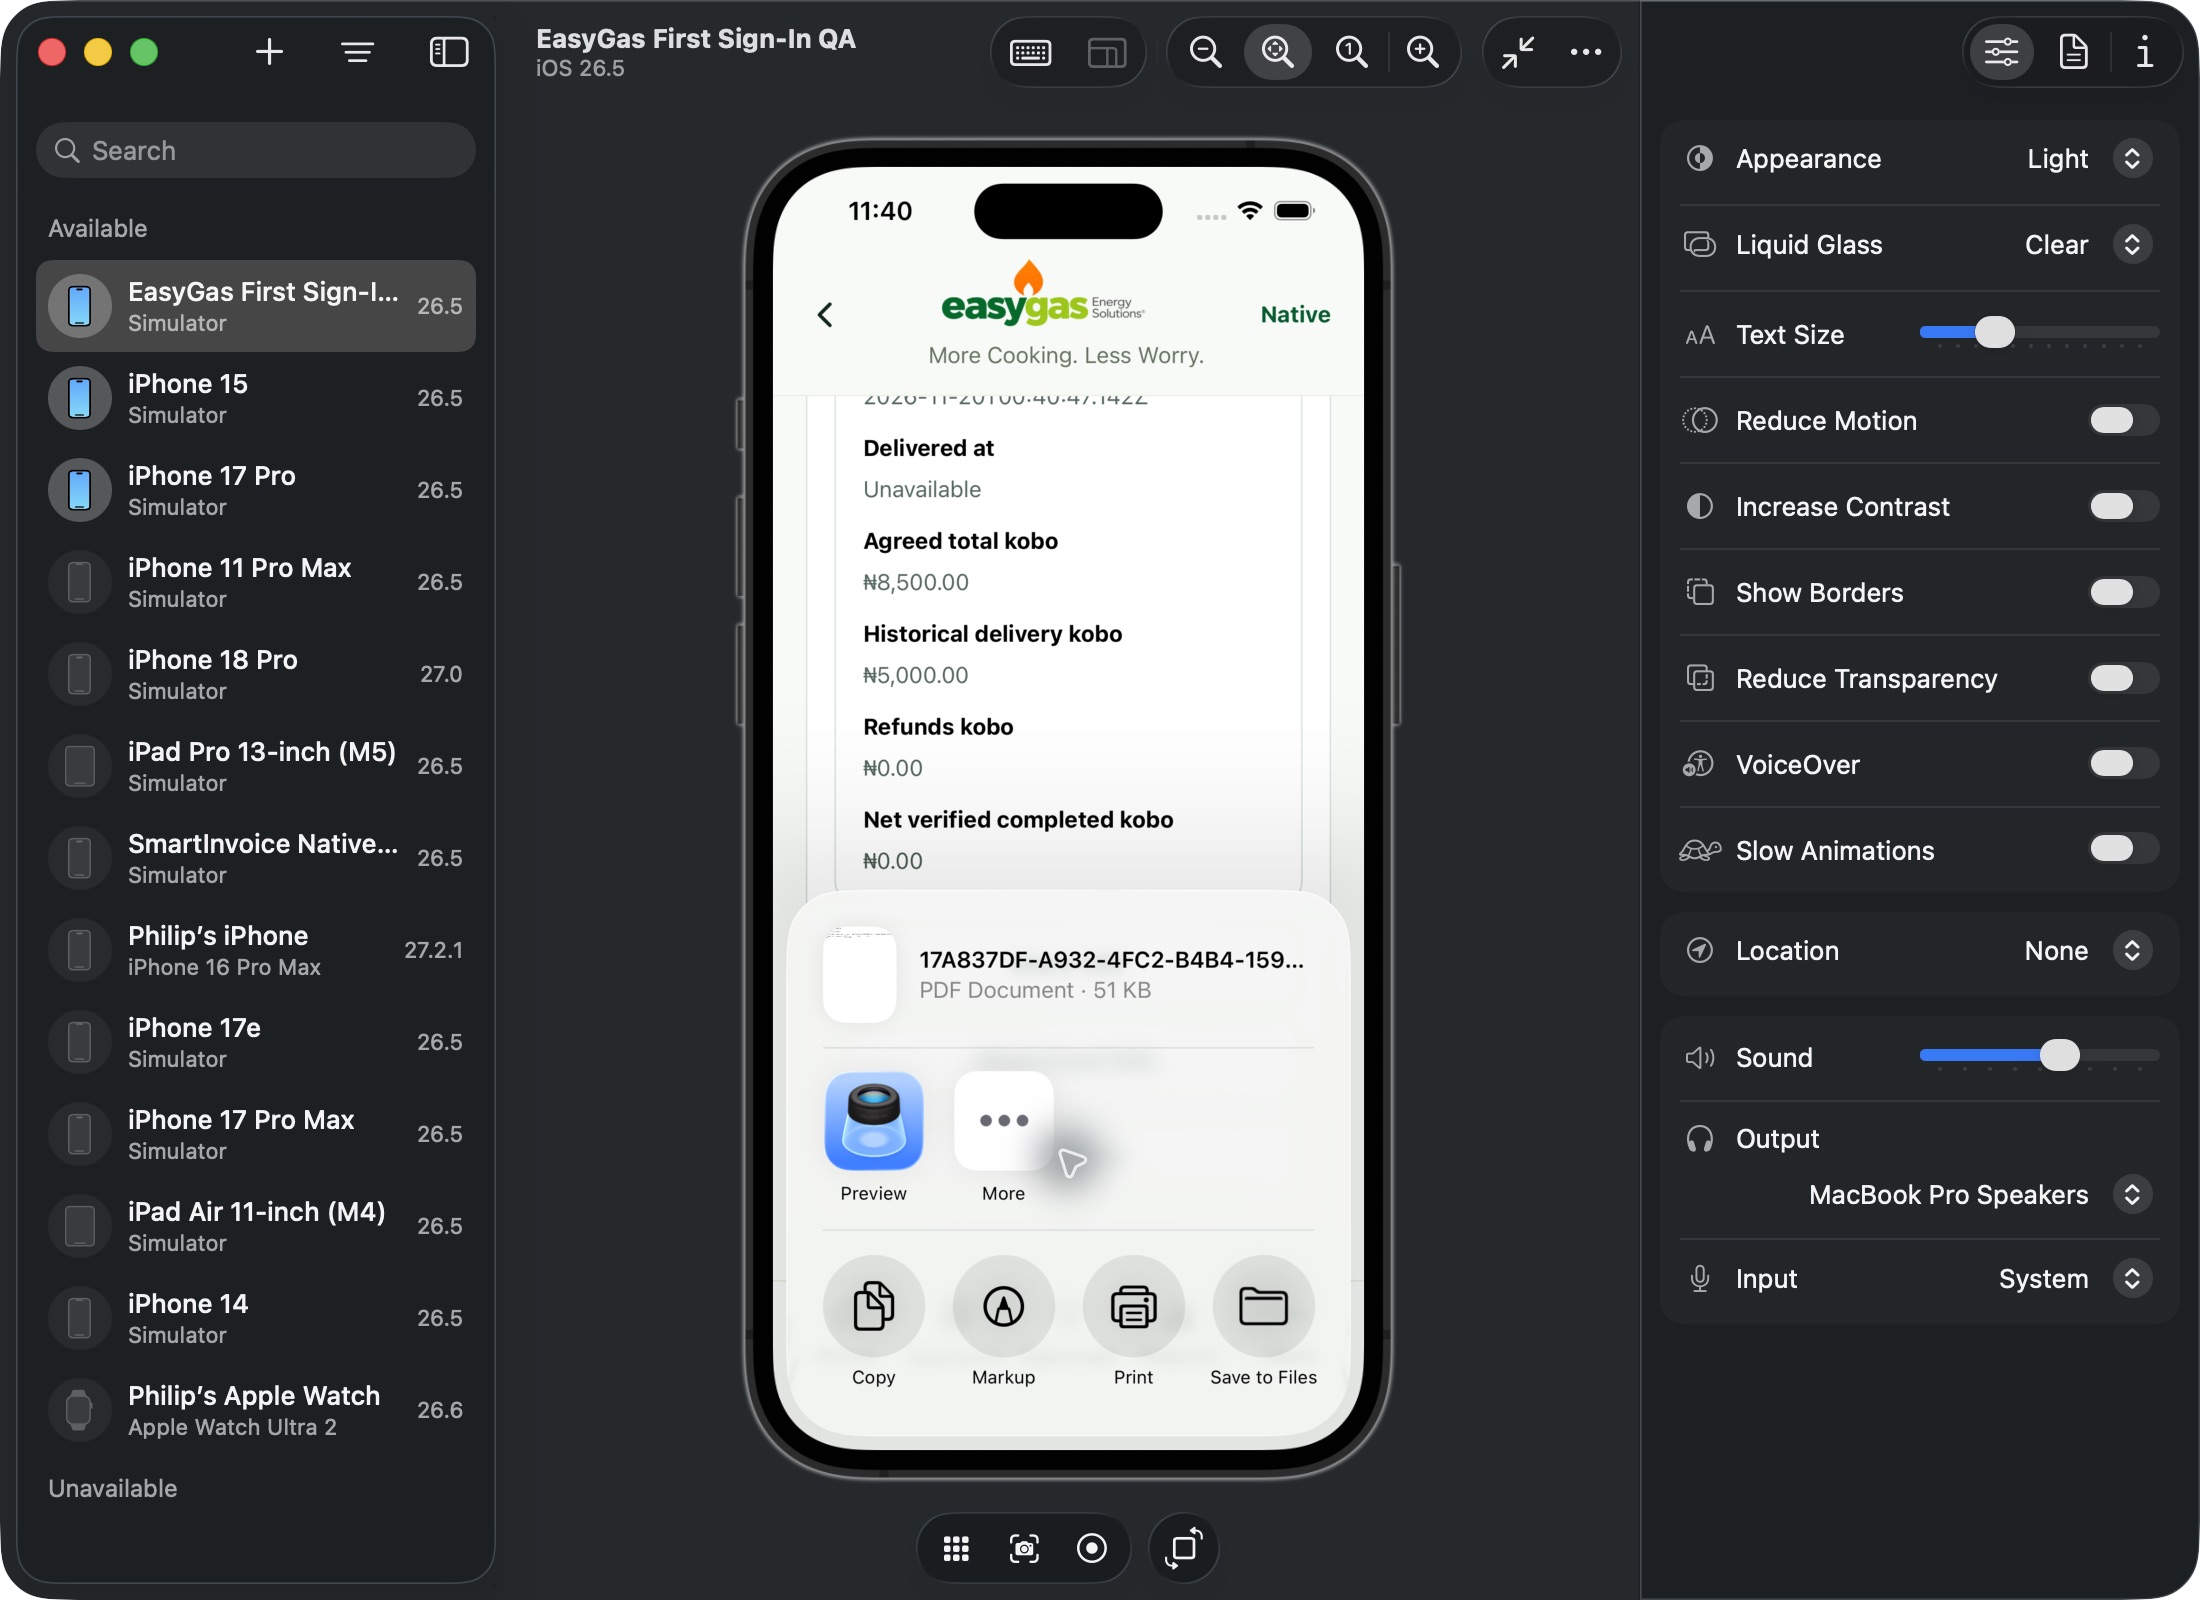 EasyGas First Sign-In QA
iOS 26.5
Search
Available
EasyGas First Sign-I...
Simulator
26.5
iPhone 15
Simulator
26.5
iPhone 17 Pro
Simulator
26.5
iPhone 11 Pro Max
Simulator
26.5
iPhone 18 Pro
Simulator
27.0
iPad Pro 13-inch (M5)
Simulator
26.5
SmartInvoice Native...
Simulator
26.5
Philip’s iPhone
iPhone 16 Pro Max
27.2.1
iPhone 17e
Simulator
26.5
iPhone 17 Pro Max
Simulator
26.5
iPad Air 11-inch (M4)
Simulator
26.5
iPhone 14
Simulator
26.5
Philip’s Apple Watch
Apple Watch Ultra 2
26.6
Unavailable
11:40
easygas Energy Solutions
Native
More Cooking. Less Worry.
2026-11-20T00:40:47.142Z
Delivered at
Unavailable
Agreed total kobo
₦8,500.00
Historical delivery kobo
₦5,000.00
Refunds kobo
₦0.00
Net verified completed kobo
₦0.00
17A837DF-A932-4FC2-B4B4-159...
PDF Document · 51 KB
Preview
More
Copy
Markup
Print
Save to Files
Appearance
Light
Liquid Glass
Clear
Text Size
Reduce Motion
Increase Contrast
Show Borders
Reduce Transparency
VoiceOver
Slow Animations
Location
None
Sound
Output
MacBook Pro Speakers
Input
System